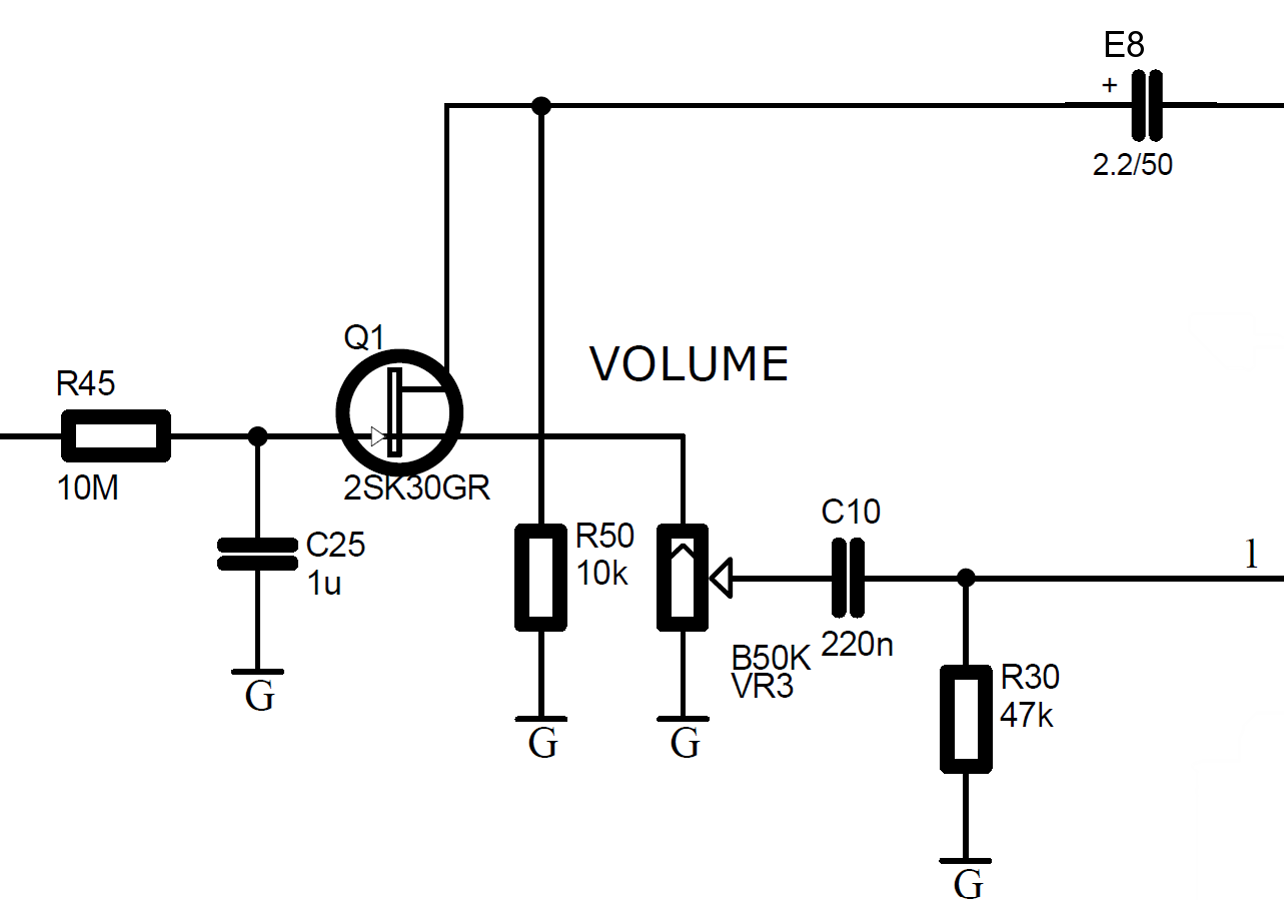 E8
+
2.2/50
Q1
VOLUME
R45
10M
2SK30GR
C25
1u
R50
10k
C10
220n
1
B50K
VR3
R30
47k
G
G
G
G